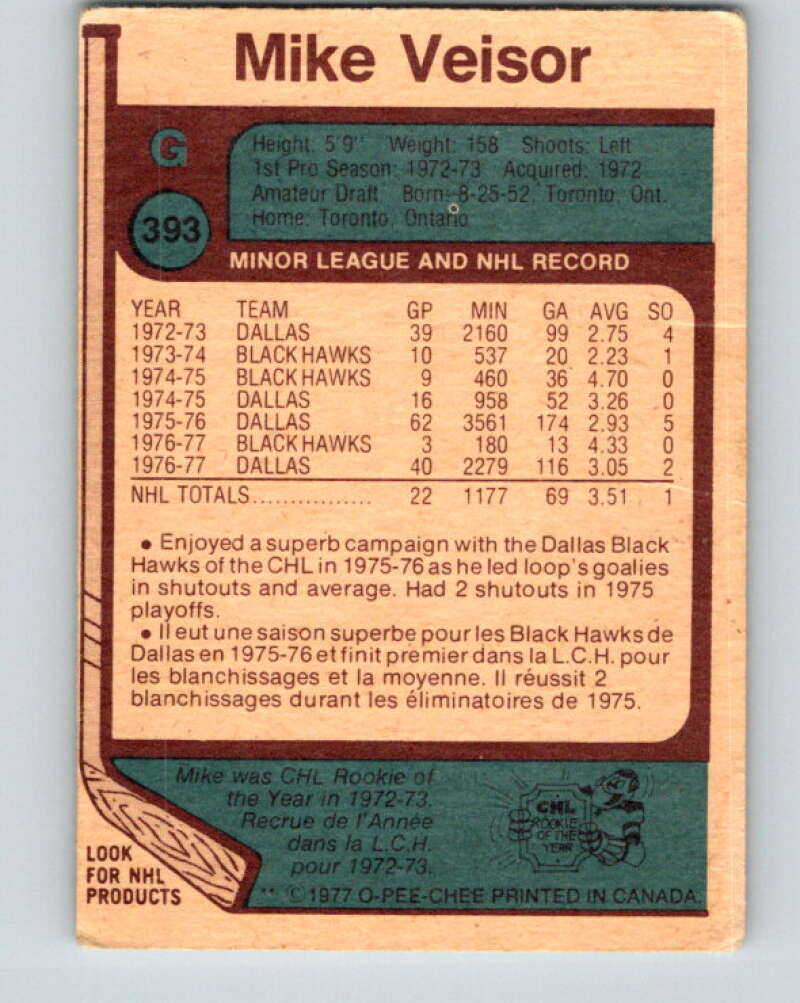 Mike Veisor
G
393
Height: 5'9" Weight: 158 Shoots: Left
1st Pro Season: 1972-73 Acquired: 1972
Amateur Draft Born: 8-25-52, Toronto, Ont.
Home: Toronto, Ontario
MINOR LEAGUE AND NHL RECORD
YEAR TEAM GP MIN GA AVG SO
1972-73 DALLAS 39 2160 99 2.75 4
1973-74 BLACK HAWKS 10 537 20 2.23 1
1974-75 BLACK HAWKS 9 460 36 4.70 0
1974-75 DALLAS 16 958 52 3.26 0
1975-76 DALLAS 62 3561 174 2.93 5
1976-77 BLACK HAWKS 3 180 13 4.33 0
1976-77 DALLAS 40 2279 116 3.05 2
NHL TOTALS................ 22 1177 69 3.51 1
• Enjoyed a superb campaign with the Dallas Black
Hawks of the CHL in 1975-76 as he led loop's goalies
in shutouts and average. Had 2 shutouts in 1975
playoffs.
• Il eut une saison superbe pour les Black Hawks de
Dallas en 1975-76 et finit premier dans la L.C.H. pour
les blanchissages et la moyenne. Il réussit 2
blanchissages durant les éliminatoires de 1975.
Mike was CHL Rookie of
the Year in 1972-73.
Recrue de l'Année
dans la L.C.H.
pour 1972-73.
CHL
ROOKIE
OF THE
YEAR
LOOK
FOR NHL
PRODUCTS
** ©1977 O-PEE-CHEE PRINTED IN CANADA.